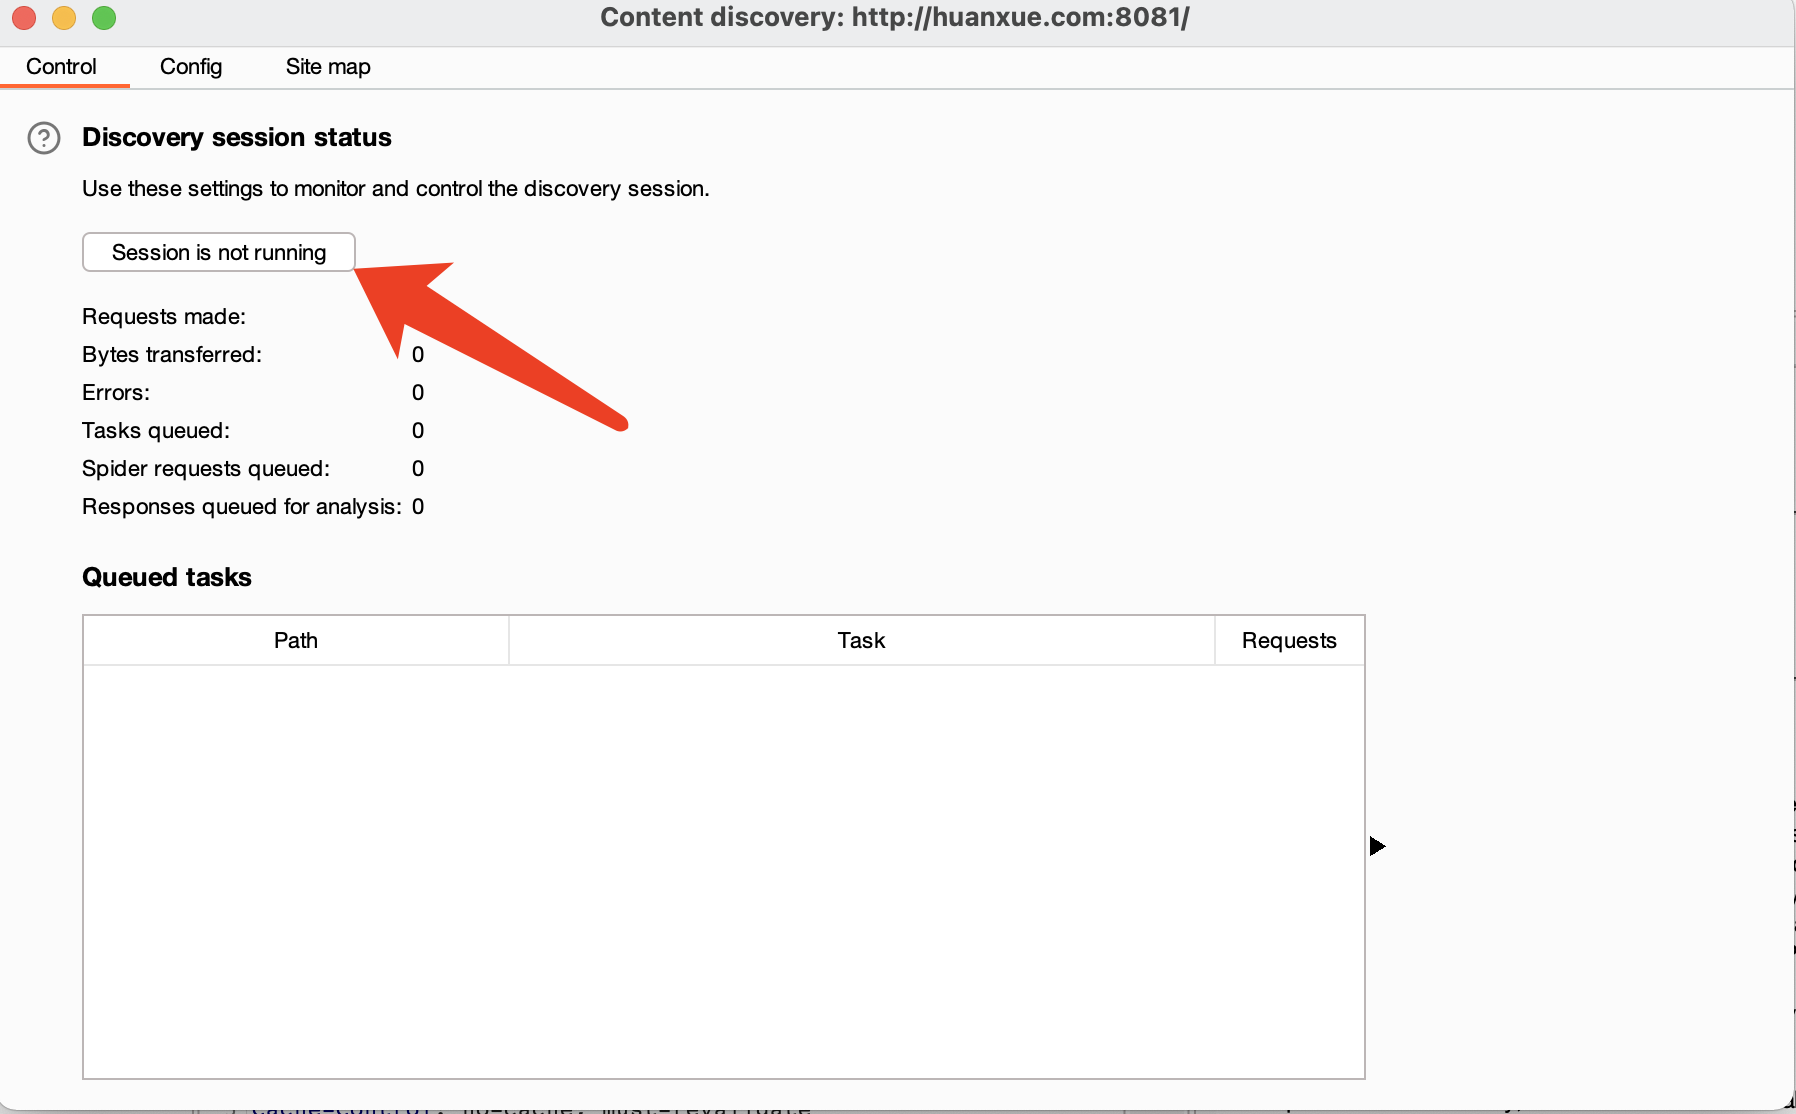 Content discovery: http://huanxue.com:8081/
Control Config Site map
? Discovery session status
Use these settings to monitor and control the discovery session.
Session is not running
Requests made:
Bytes transferred: 0
Errors: 0
Tasks queued: 0
Spider requests queued: 0
Responses queued for analysis: 0
Queued tasks
Path Task Requests